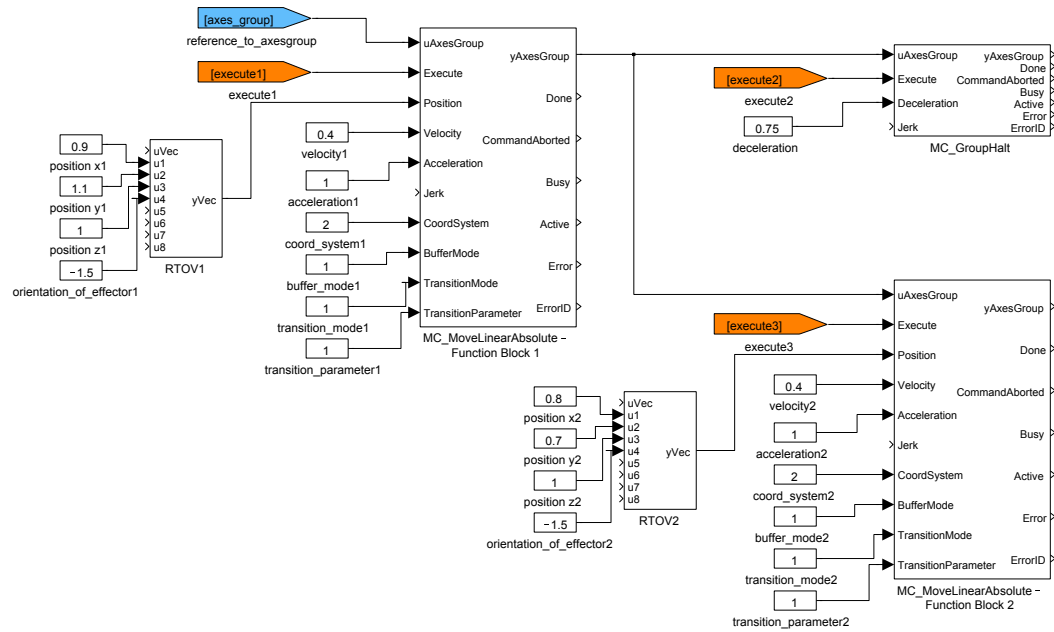 [axes_group]
reference_to_axesgroup
[execute1]
execute1
0.9
position x1
1.1
position y1
1
position z1
−1.5
orientation_of_effector1
uVec
u1
u2
u3
u4
u5
u6
u7
u8
yVec
RTOV1
0.4
velocity1
1
acceleration1
2
coord_system1
1
buffer_mode1
1
transition_mode1
1
transition_parameter1
uAxesGroup
Execute
Position
Velocity
Acceleration
Jerk
CoordSystem
BufferMode
TransitionMode
TransitionParameter
yAxesGroup
Done
CommandAborted
Busy
Active
Error
ErrorID
MC_MoveLinearAbsolute −
Function Block 1
[execute2]
execute2
0.75
deceleration
uAxesGroup
Execute
Deceleration
Jerk
yAxesGroup
Done
CommandAborted
Busy
Active
Error
ErrorID
MC_GroupHalt
[execute3]
execute3
0.8
position x2
0.7
position y2
1
position z2
−1.5
orientation_of_effector2
uVec
u1
u2
u3
u4
u5
u6
u7
u8
yVec
RTOV2
0.4
velocity2
1
acceleration2
2
coord_system2
1
buffer_mode2
1
transition_mode2
1
transition_parameter2
uAxesGroup
Execute
Position
Velocity
Acceleration
Jerk
CoordSystem
BufferMode
TransitionMode
TransitionParameter
yAxesGroup
Done
CommandAborted
Busy
Active
Error
ErrorID
MC_MoveLinearAbsolute −
Function Block 2